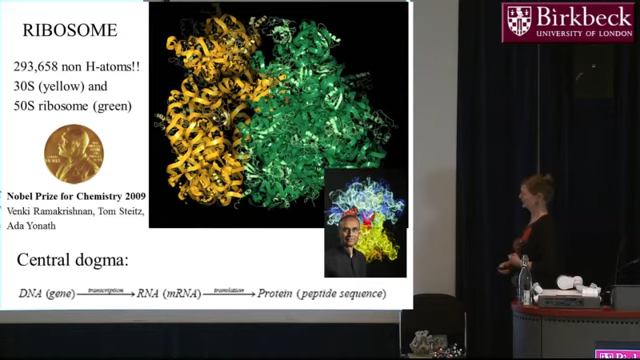 RIBOSOME
293,658 non H-atoms!!
30S (yellow) and
50S ribosome (green)
Nobel Prize for Chemistry 2009
Venki Ramakrishnan, Tom Steitz,
Ada Yonath
Central dogma:
DNA (gene) transcription RNA (mRNA) translation Protein (peptide sequence)
Birkbeck
UNIVERSITY OF LONDON